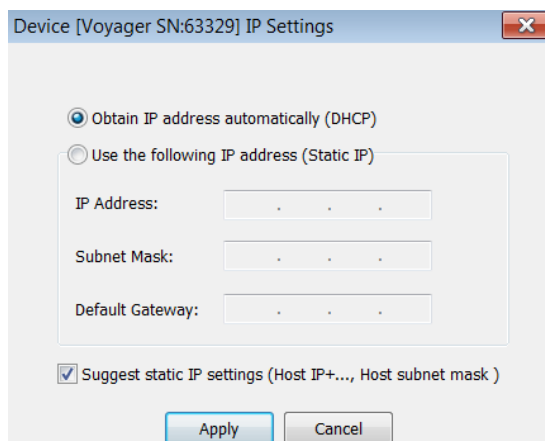 Device [Voyager SN:63329] IP Settings
Obtain IP address automatically (DHCP)
Use the following IP address (Static IP)
IP Address: . . .
Subnet Mask: . . .
Default Gateway: . . .
Suggest static IP settings (Host IP+..., Host subnet mask )
Apply Cancel